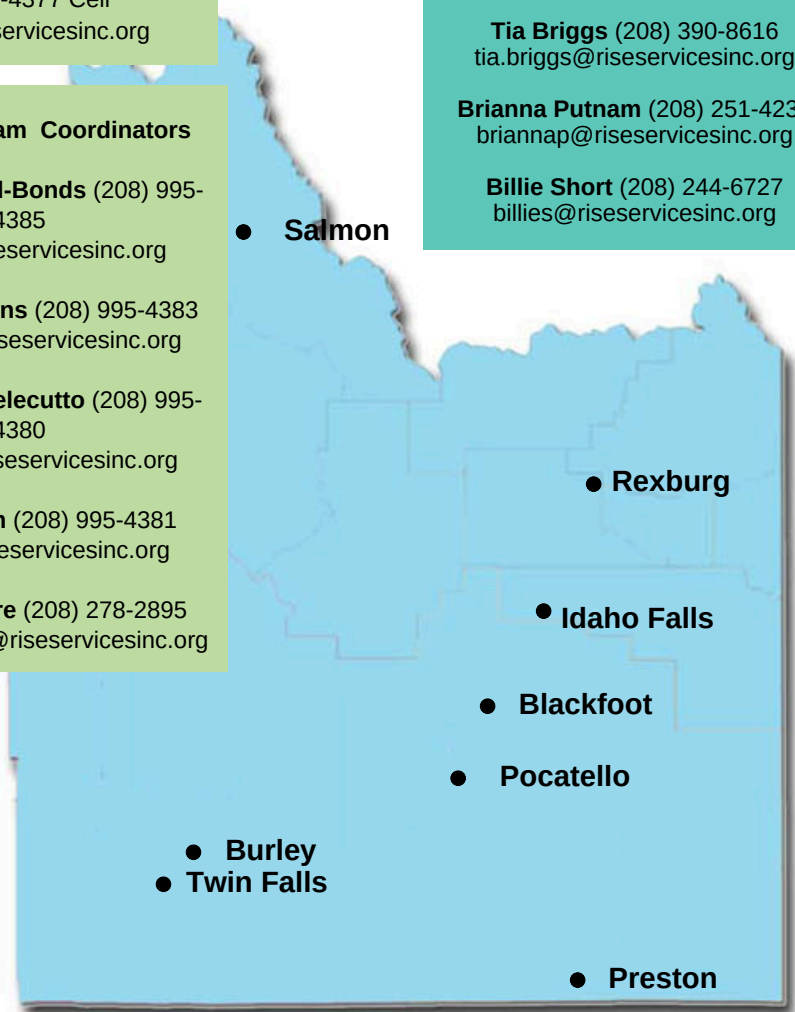 4377 Cell
servicesinc.org
am Coordinators
l-Bonds (208) 995-
4385
eservicesinc.org
ns (208) 995-4383
seservicesinc.org
elecutto (208) 995-
4380
seservicesinc.org
n (208) 995-4381
eservicesinc.org
re (208) 278-2895
@riseservicesinc.org
Tia Briggs (208) 390-8616
tia.briggs@riseservicesinc.org
Brianna Putnam (208) 251-423
briannap@riseservicesinc.org
Billie Short (208) 244-6727
billies@riseservicesinc.org
Salmon
Rexburg
Idaho Falls
Blackfoot
Pocatello
Burley
Twin Falls
Preston